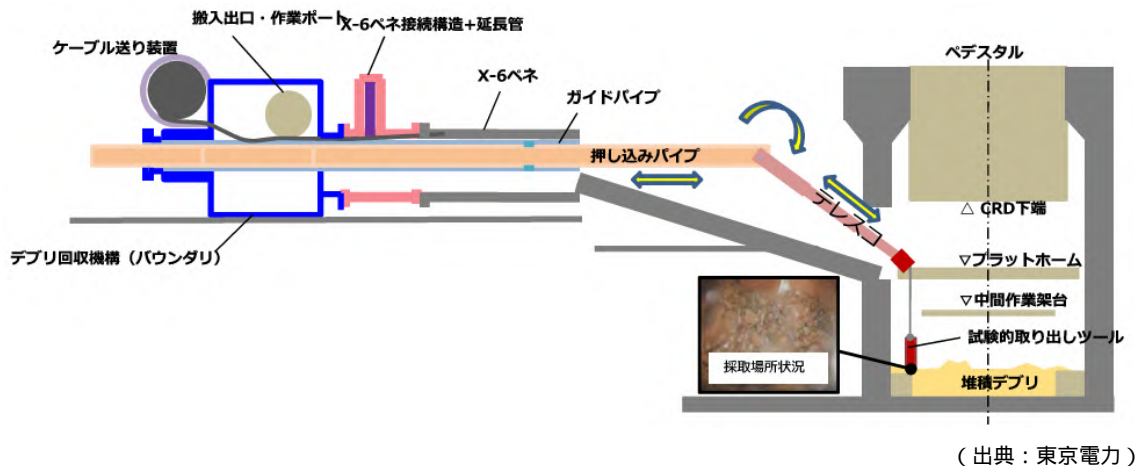 搬入出口・作業ポート
X-6ペネ接続構造+延長管
ケーブル送り装置
X-6ペネ
ガイドパイプ
ペデスタル
押し込みパイプ
テレスコ
△ CRD下端
▽プラットホーム
▽中間作業架台
デブリ回収機構（バウンダリ）
試験的取り出しツール
採取場所状況
堆積デブリ
（出典：東京電力）